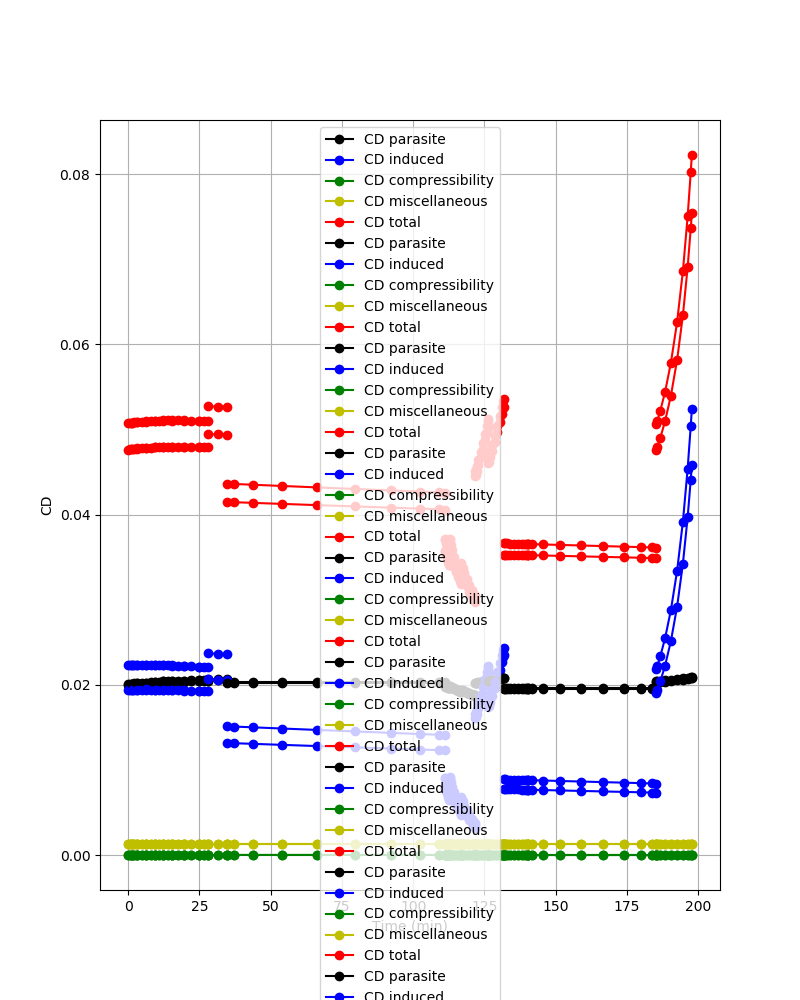 CD parasite
CD induced
CD compressibility
CD miscellaneous
CD total
CD parasite
CD induced
CD compressibility
CD miscellaneous
CD total
CD parasite
CD induced
CD compressibility
CD miscellaneous
CD total
CD parasite
CD induced
CD compressibility
CD miscellaneous
CD total
CD parasite
CD induced
CD compressibility
CD miscellaneous
CD total
CD parasite
CD induced
CD compressibility
CD miscellaneous
CD total
CD parasite
CD induced
CD compressibility
CD miscellaneous
CD total
CD parasite
CD induced
CD compressibility
CD miscellaneous
CD total
CD parasite
CD induced
0.08
0.06
0.04
0.02
0.00
CD
0 25 50 75 100 125 150 175 200
Time (min)